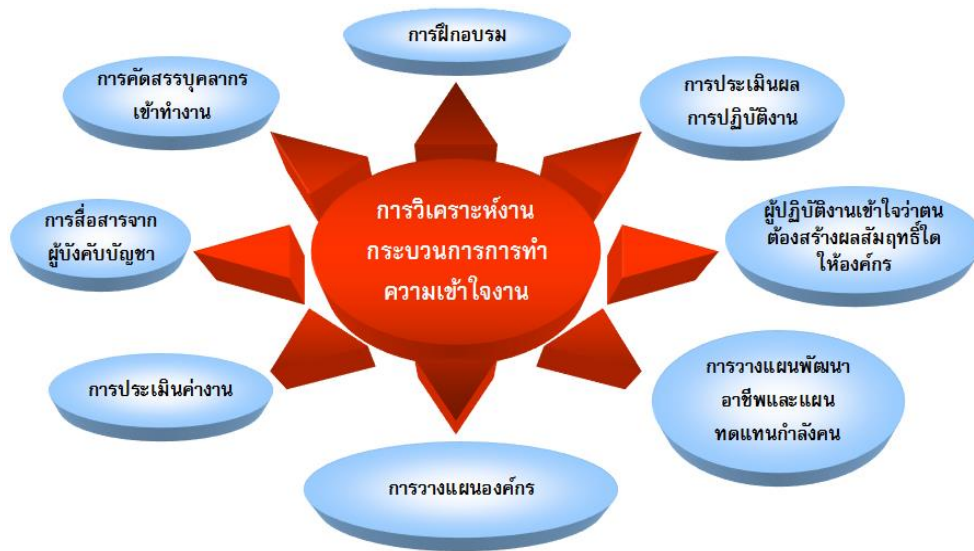 การฝึกอบรม
การคัดสรรบุคลากร
เข้าทำงาน
การประเมินผล
การปฏิบัติงาน
การสื่อสารจาก
ผู้บังคับบัญชา
การวิเคราะห์งาน
กระบวนการการทำ
ความเข้าใจงาน
ผู้ปฏิบัติงานเข้าใจว่าตน
ต้องสร้างผลสัมฤทธิ์ใด
ให้องค์กร
การประเมินค่างาน
การวางแผนพัฒนา
อาชีพและแผน
ทดแทนกำลังคน
การวางแผนองค์กร